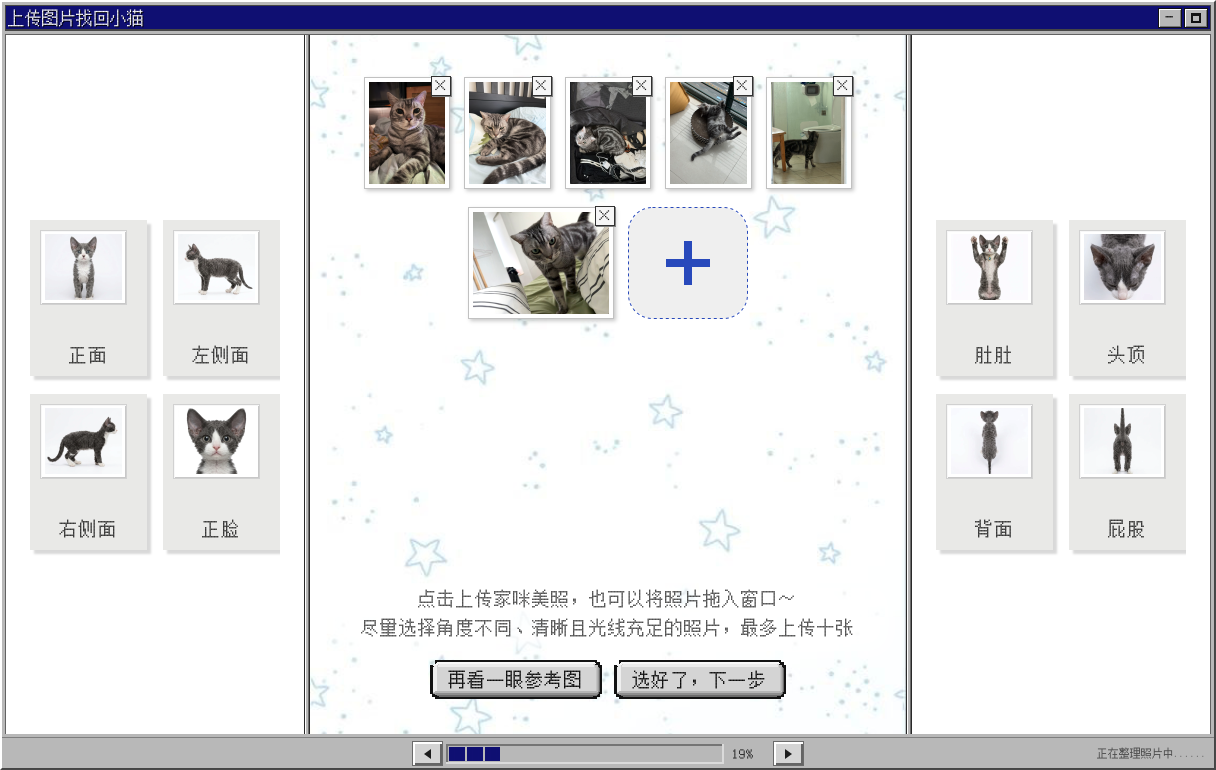 上传图片找回小猫
正面
左侧面
右侧面
正脸
肚肚
头顶
背面
屁股
点击上传家咪美照，也可以将照片拖入窗口～
尽量选择角度不同、清晰且光线充足的照片，最多上传十张
再看一眼参考图
选好了，下一步
19%
正在整理照片中......